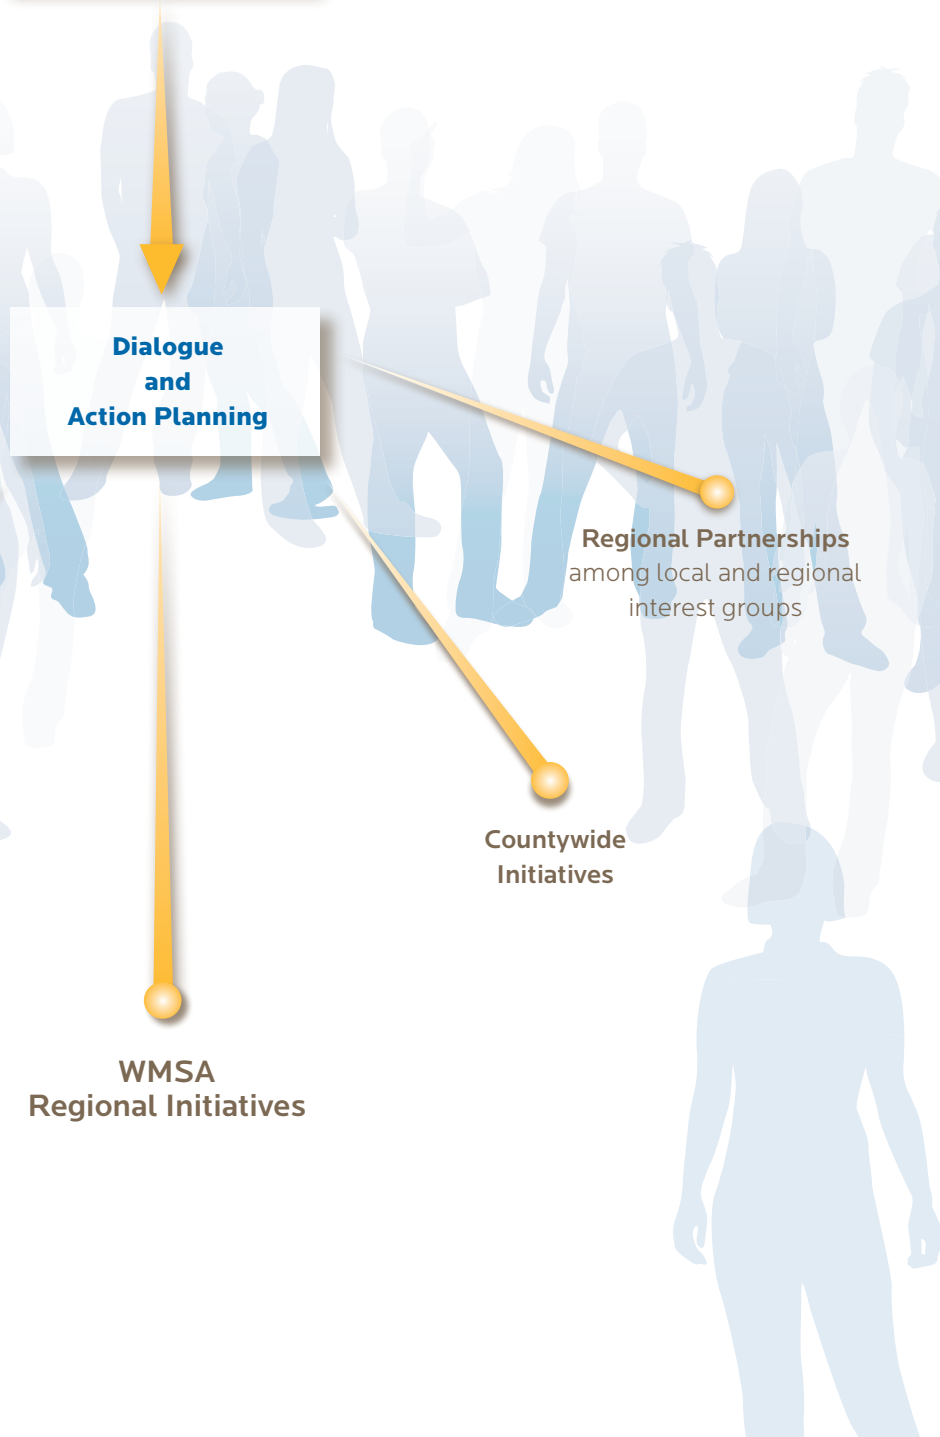 Dialogue
and
Action Planning
Regional Partnerships
among local and regional
interest groups
Countywide
Initiatives
WMSA
Regional Initiatives